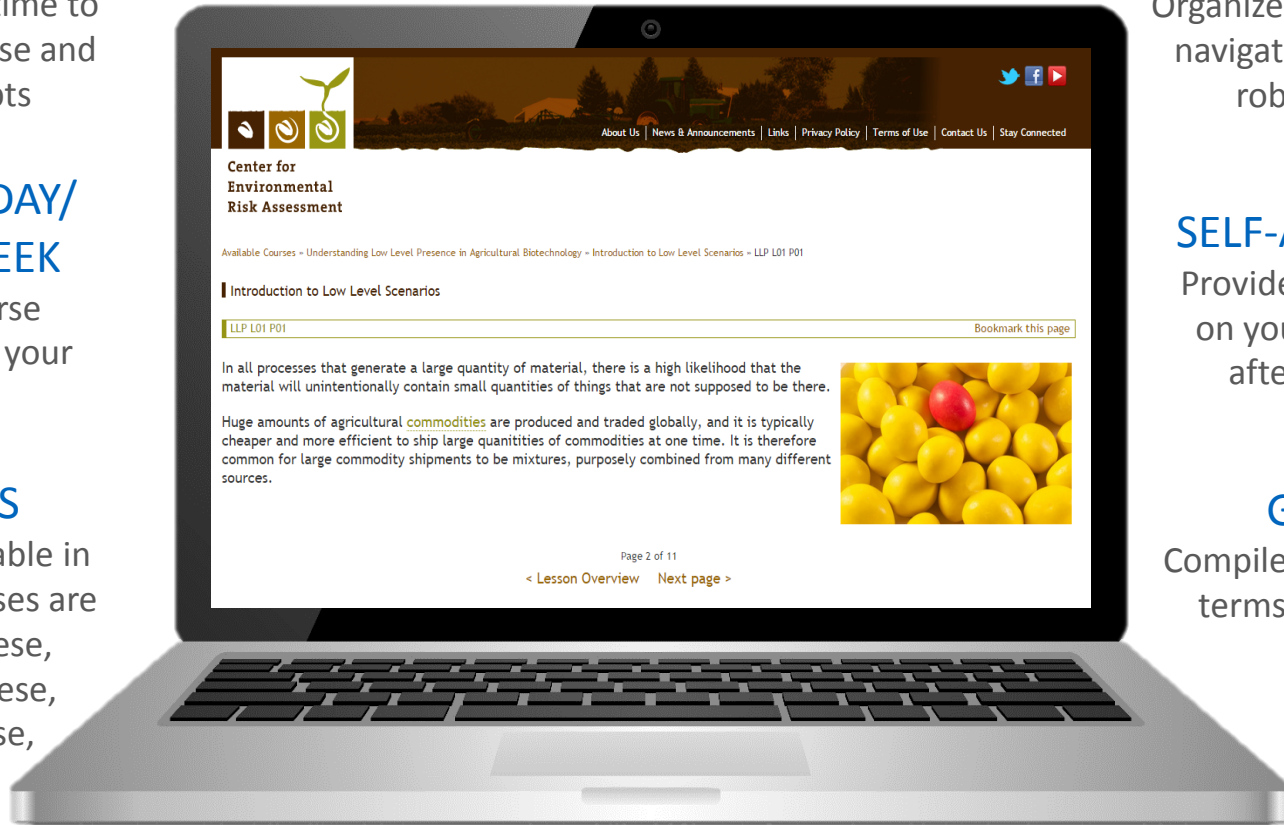 time to
se and
ots
DAY/
EEK
rse
your
S
able in
ses are
ese,
ese,
se,
About Us | News & Announcements | Links | Privacy Policy | Terms of Use | Contact Us | Stay Connected
Center for
Environmental
Risk Assessment
Available Courses » Understanding Low Level Presence in Agricultural Biotechnology » Introduction to Low Level Scenarios » LLP L01 P01
Introduction to Low Level Scenarios
LLP L01 P01
Bookmark this page
In all processes that generate a large quantity of material, there is a high likelihood that the
material will unintentionally contain small quantities of things that are not supposed to be there.
Huge amounts of agricultural commodities are produced and traded globally, and it is typically
cheaper and more efficient to ship large quanitities of commodities at one time. It is therefore
common for large commodity shipments to be mixtures, purposely combined from many different
sources.
Page 2 of 11
< Lesson Overview Next page >
Organize
navigat
rob
SELF-A
Provide
on you
afte
G
Compile
terms